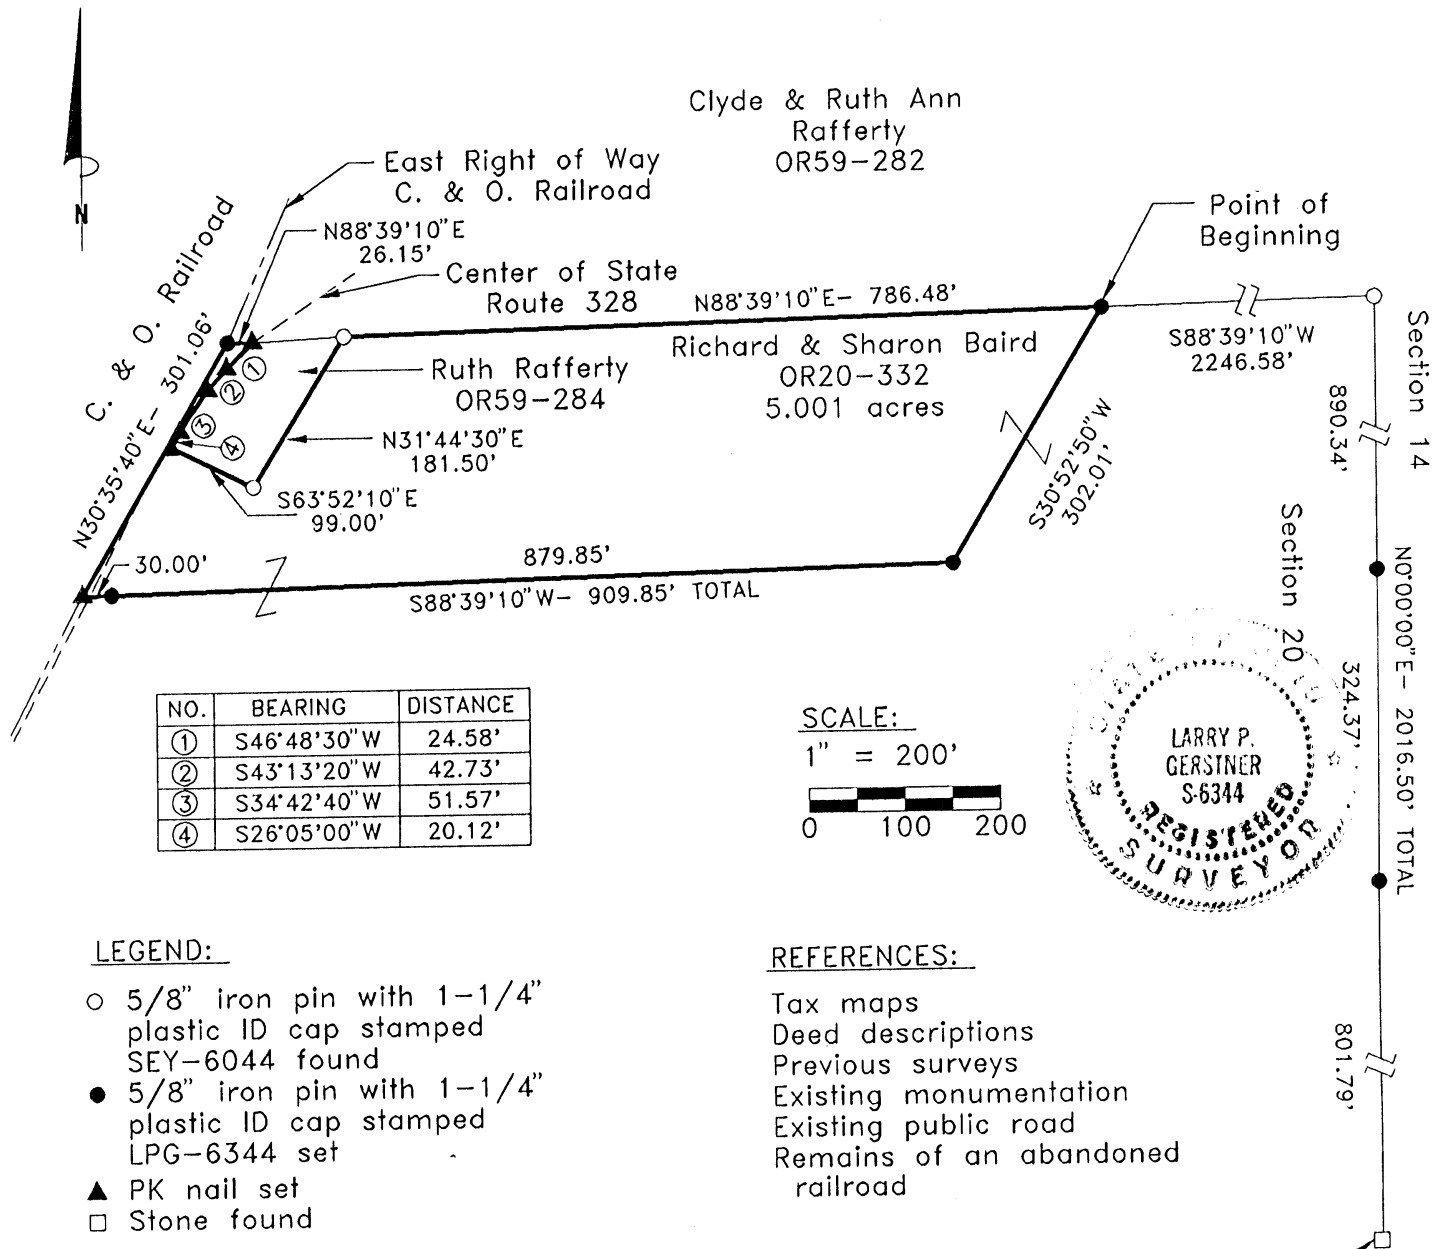 Clyde & Ruth Ann
Rafferty
OR59-282
East Right of Way
C. & O. Railroad
N
C. & O. Railroad
N88°39'10"E
26.15'
Center of State
Route 328
N88°39'10"E- 786.48'
Point of
Beginning
S88°39'10"W
2246.58'
Section 14
Richard & Sharon Baird
OR20-332
5.001 acres
Ruth Rafferty
OR59-284
1
2
3
4
N30°35'40"E- 301.06'
N31°44'30"E
181.50'
S63°52'10"E
99.00'
S30°52'50"W
302.01'
890.34'
Section 20
30.00'
879.85'
S88°39'10"W- 909.85' TOTAL
N0°00'00"E- 2016.50' TOTAL
324.37'
801.79'
NO. BEARING DISTANCE
1 S46°48'30"W 24.58'
2 S43°13'20"W 42.73'
3 S34°42'40"W 51.57'
4 S26°05'00"W 20.12'
SCALE:
1" = 200'
0 100 200
LARRY P.
GERSTNER
S-6344
REGISTERED
SURVEYOR
LEGEND:
5/8" iron pin with 1-1/4"
plastic ID cap stamped
SEY-6044 found
5/8" iron pin with 1-1/4"
plastic ID cap stamped
LPG-6344 set
PK nail set
Stone found
REFERENCES:
Tax maps
Deed descriptions
Previous surveys
Existing monumentation
Existing public road
Remains of an abandoned
railroad